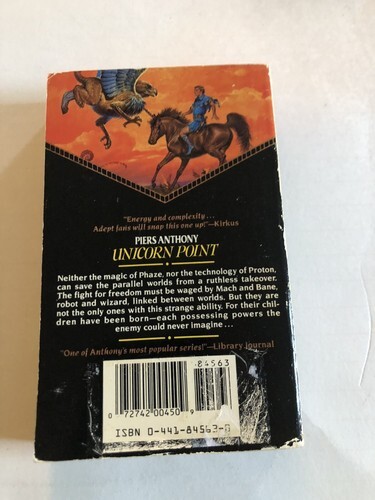 "Energy and complexity...
Adept fans will snap this one up!"—Kirkus
PIERS ANTHONY
UNICORN POINT
Neither the magic of Phaze, nor the technology of Proton,
can save the parallel worlds from a ruthless takeover.
The fight for freedom must be waged by Mach and Bane,
robot and wizard, linked between worlds. But they are
not the only ones with this strange ability. For their chil-
dren have been born—each possessing powers the
enemy could never imagine...
"One of Anthony's most popular series!"—Library Journal
84563
0 72742 00450 9
ISBN 0-441-84563-0